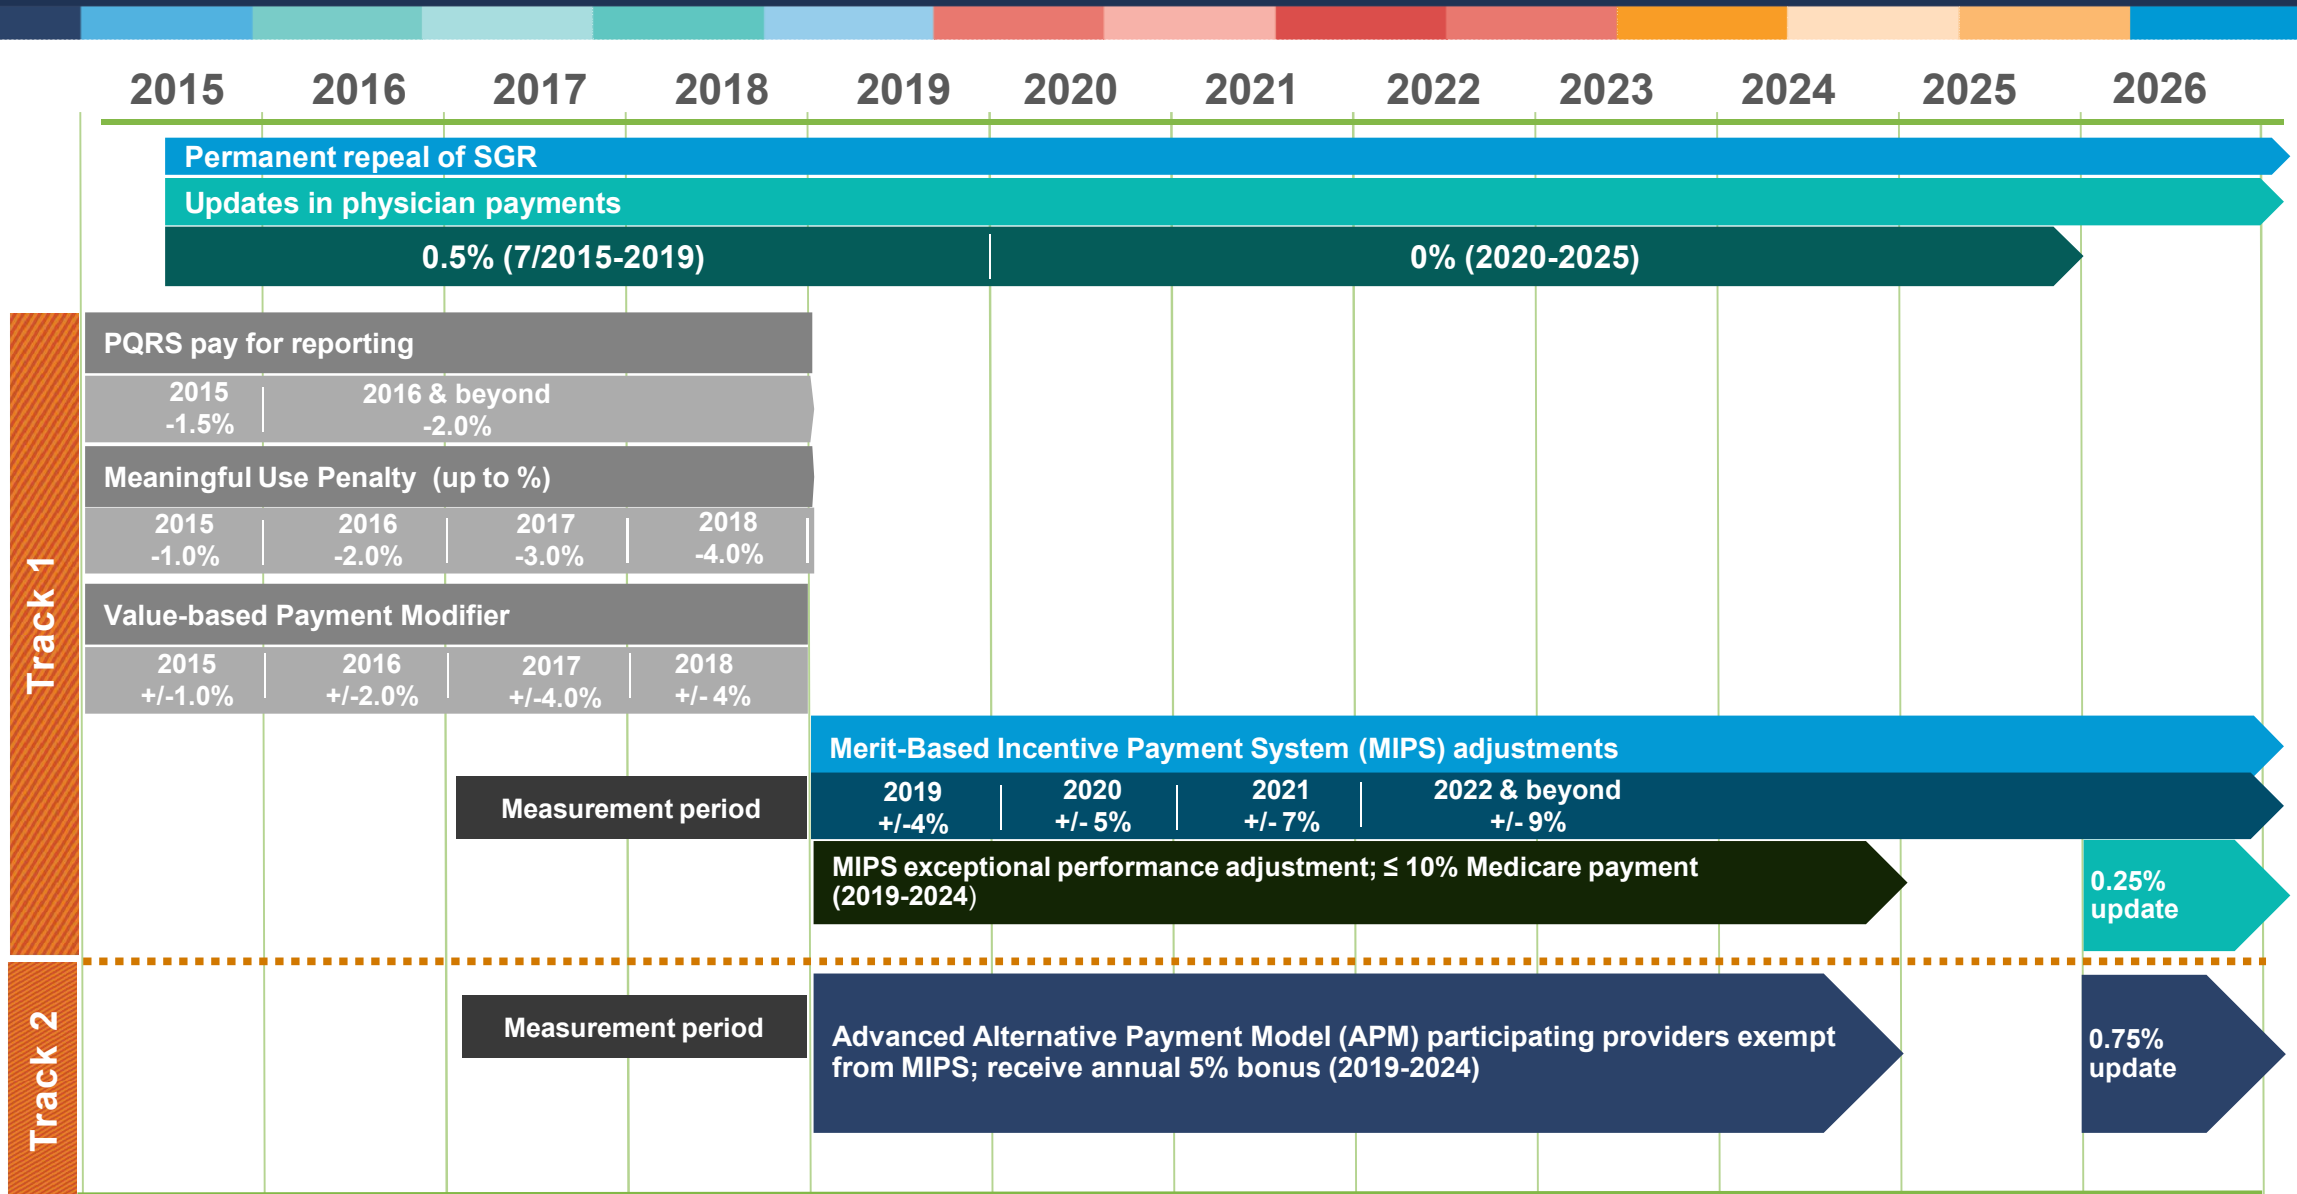 2015 2016 2017 2018 2019 2020 2021 2022 2023 2024 2025 2026
Permanent repeal of SGR
Updates in physician payments
0.5% (7/2015-2019) 0% (2020-2025)
Track 1
PQRS pay for reporting
2015 2016 & beyond
-1.5% -2.0%
Meaningful Use Penalty (up to %)
2015 2016 2017 2018
-1.0% -2.0% -3.0% -4.0%
Value-based Payment Modifier
2015 2016 2017 2018
+/-1.0% +/-2.0% +/-4.0% +/- 4%
Merit-Based Incentive Payment System (MIPS) adjustments
Measurement period
2019 2020 2021 2022 & beyond
+/-4% +/- 5% +/- 7% +/- 9%
MIPS exceptional performance adjustment; ≤ 10% Medicare payment
(2019-2024)
0.25%
update
Track 2
Measurement period
Advanced Alternative Payment Model (APM) participating providers exempt
from MIPS; receive annual 5% bonus (2019-2024)
0.75%
update